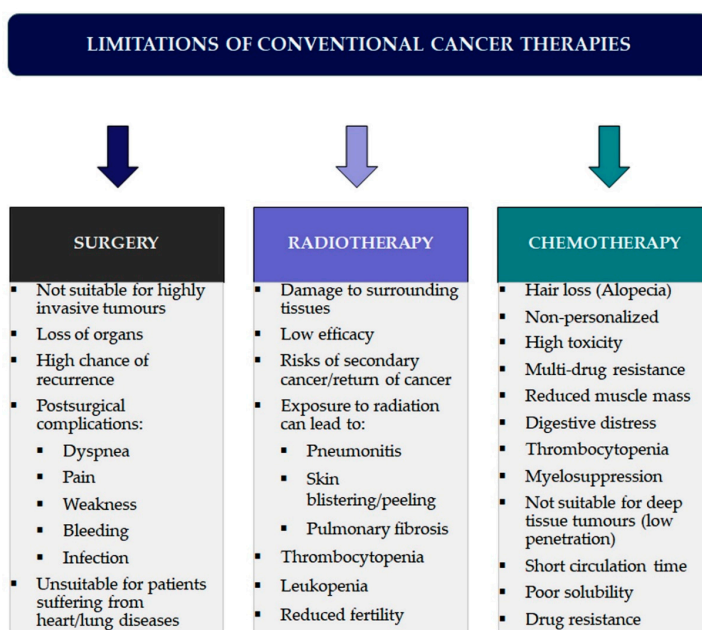 LIMITATIONS OF CONVENTIONAL CANCER THERAPIES
SURGERY
▪ Not suitable for highly
invasive tumours
▪ Loss of organs
▪ High chance of
recurrence
▪ Postsurgical
complications:
▪ Dyspnea
▪ Pain
▪ Weakness
▪ Bleeding
▪ Infection
▪ Unsuitable for patients
suffering from
heart/lung diseases
RADIOTHERAPY
▪ Damage to surrounding
tissues
▪ Low efficacy
▪ Risks of secondary
cancer/return of cancer
▪ Exposure to radiation
can lead to:
▪ Pneumonitis
▪ Skin
blistering/peeling
▪ Pulmonary fibrosis
▪ Thrombocytopenia
▪ Leukopenia
▪ Reduced fertility
CHEMOTHERAPY
▪ Hair loss (Alopecia)
▪ Non-personalized
▪ High toxicity
▪ Multi-drug resistance
▪ Reduced muscle mass
▪ Digestive distress
▪ Thrombocytopenia
▪ Myelosuppression
▪ Not suitable for deep
tissue tumours (low
penetration)
▪ Short circulation time
▪ Poor solubility
▪ Drug resistance